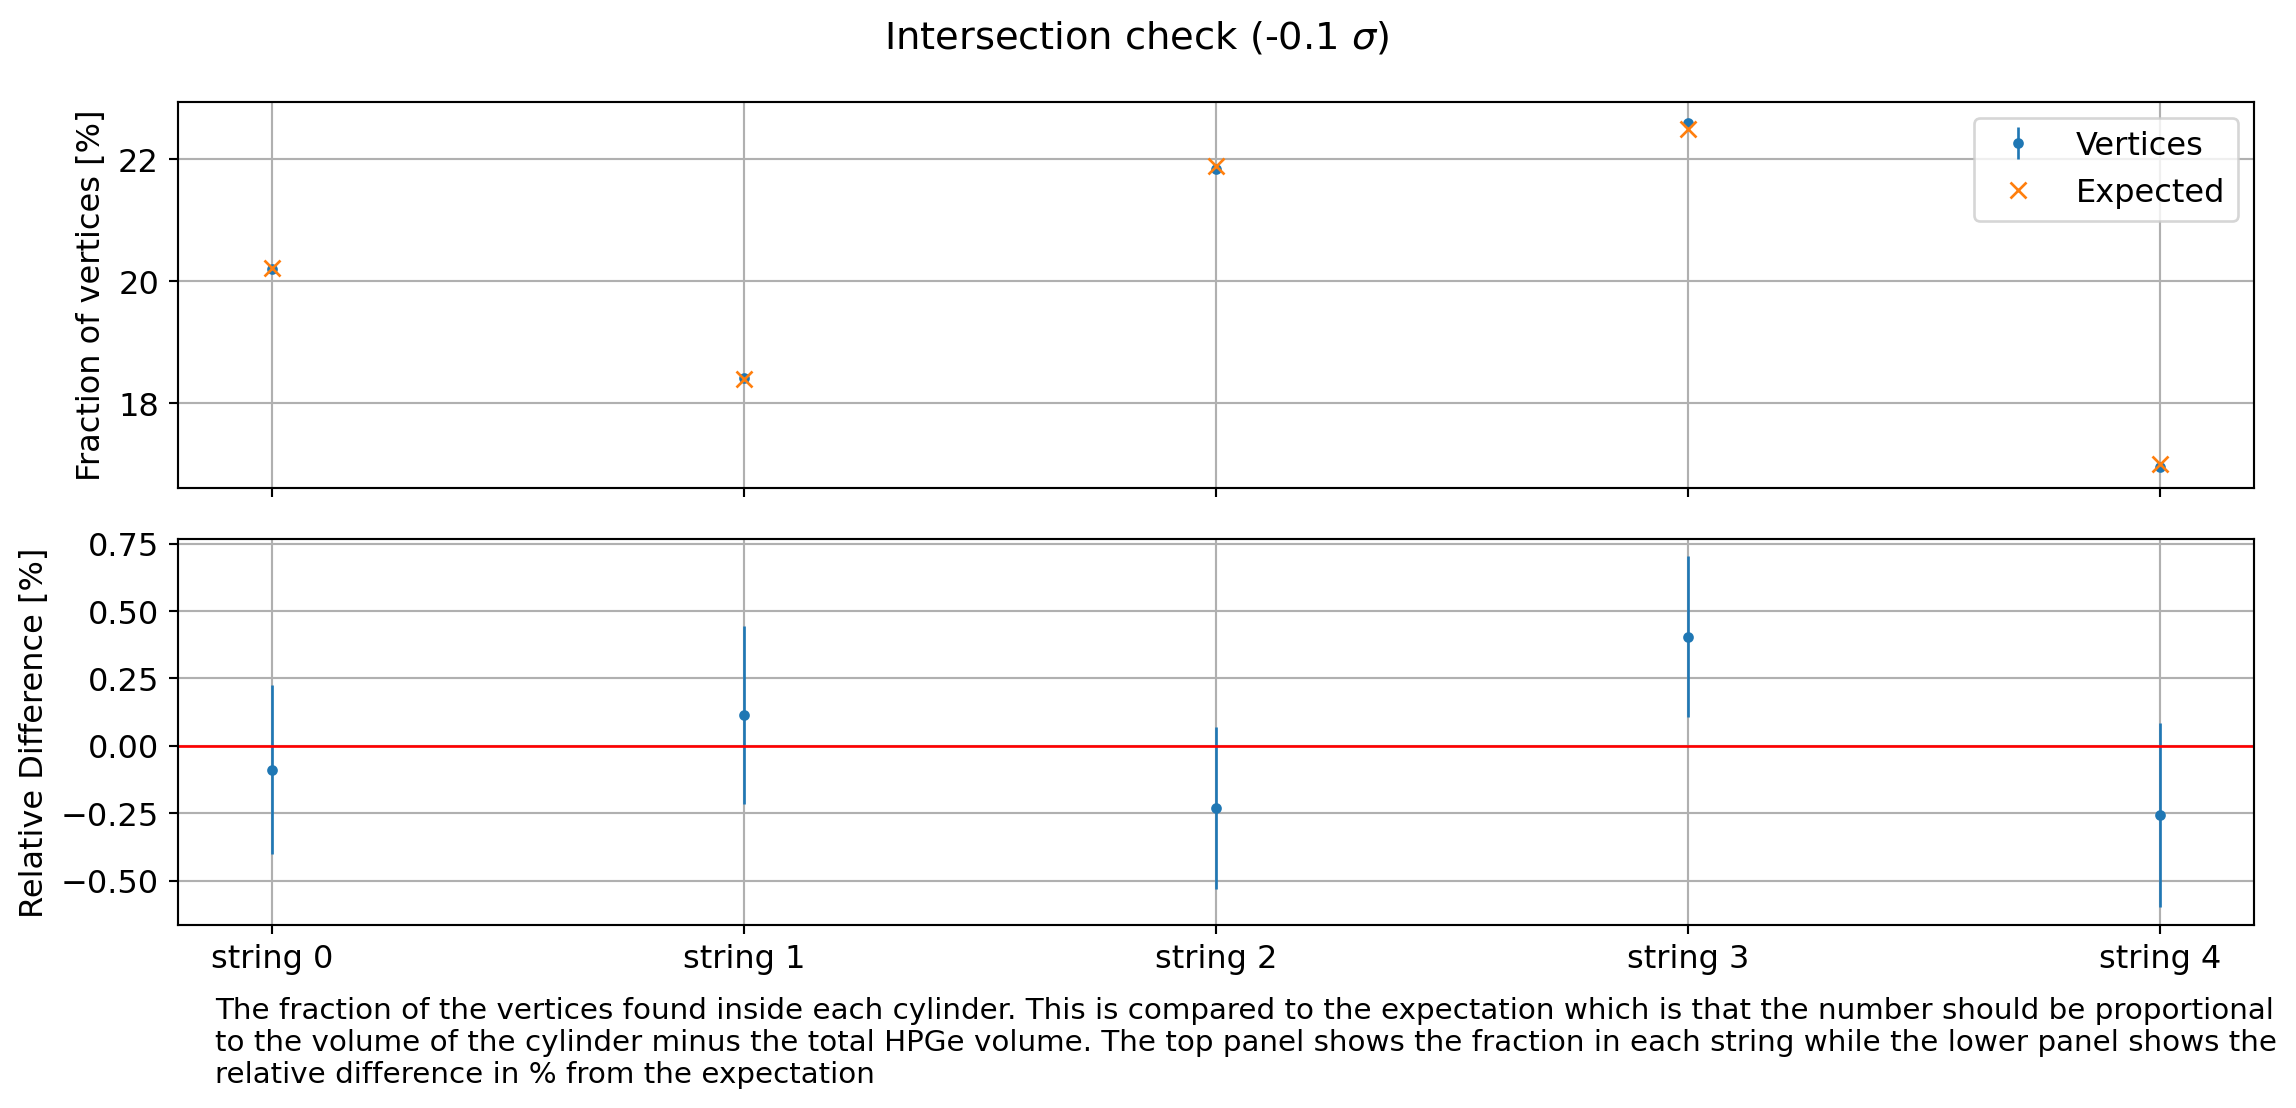 Intersection check (-0.1 σ)
Fraction of vertices [%]
22
20
18
Vertices
Expected
Relative Difference [%]
0.75
0.50
0.25
0.00
−0.25
−0.50
string 0
string 1
string 2
string 3
string 4
The fraction of the vertices found inside each cylinder. This is compared to the expectation which is that the number should be proportional
to the volume of the cylinder minus the total HPGe volume. The top panel shows the fraction in each string while the lower panel shows the
relative difference in % from the expectation